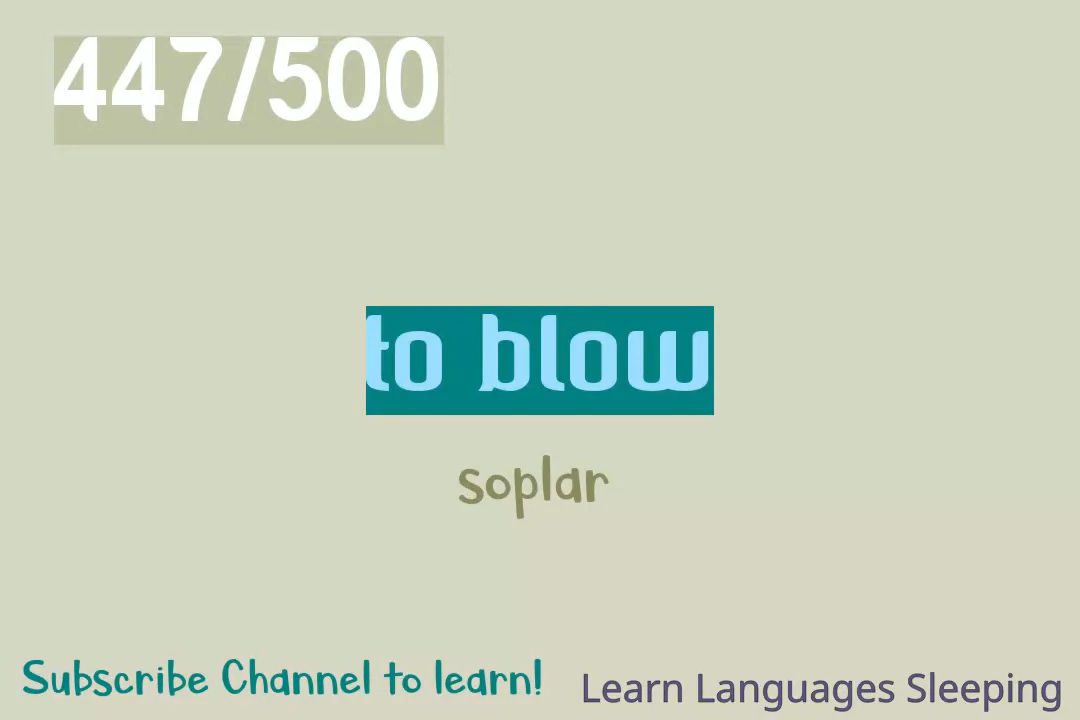 447/500
to blow
soplar
Subscribe Channel to learn!
Learn Languages Sleeping